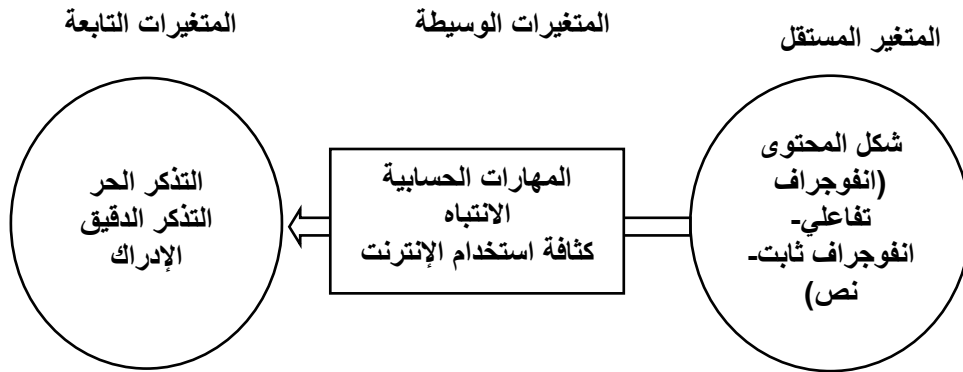 المتغير المستقل
المتغيرات الوسيطة
المتغيرات التابعة
شكل المحتوى
(انفوجراف
تفاعلي-
انفوجراف ثابت-
نص)
المهارات الحسابية
الانتباه
كثافة استخدام الإنترنت
التذكر الحر
التذكر الدقيق
الإدراك